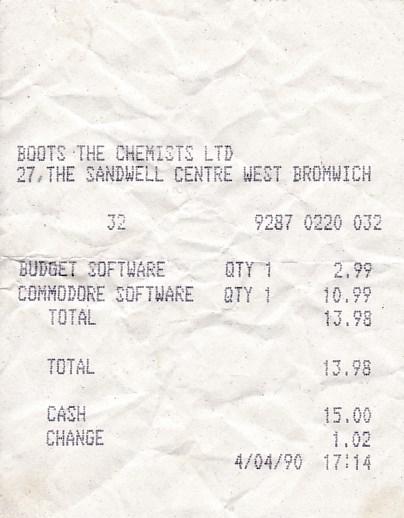 BOOTS THE CHEMISTS LTD
27,THE SANDWELL CENTRE WEST BROMWICH
32 9287 0220 032
BUDGET SOFTWARE QTY 1 2.99
COMMODORE SOFTWARE QTY 1 10.99
TOTAL 13.98
TOTAL 13.98
CASH 15.00
CHANGE 1.02
4/04/90 17:14